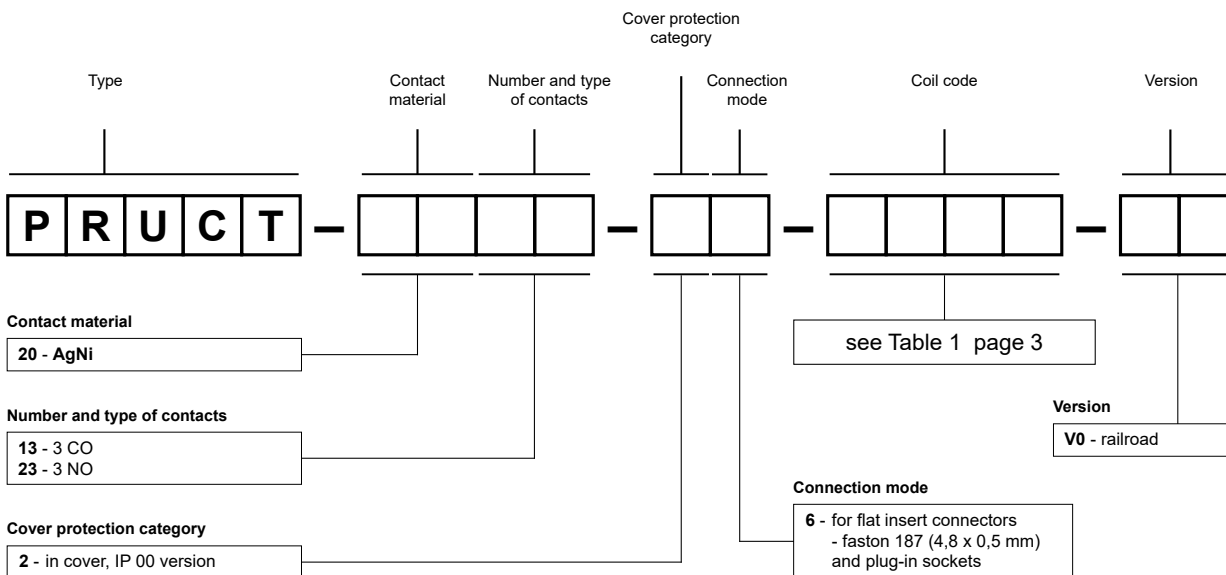 Cover protection
category
Type
Contact
material
Number and type
of contacts
Connection
mode
Coil code
Version
P R U C T – – – –
Contact material
20 - AgNi
see Table 1 page 3
Number and type of contacts
13 - 3 CO
23 - 3 NO
Version
V0 - railroad
Cover protection category
2 - in cover, IP 00 version
Connection mode
6 - for flat insert connectors
- faston 187 (4,8 x 0,5 mm)
and plug-in sockets